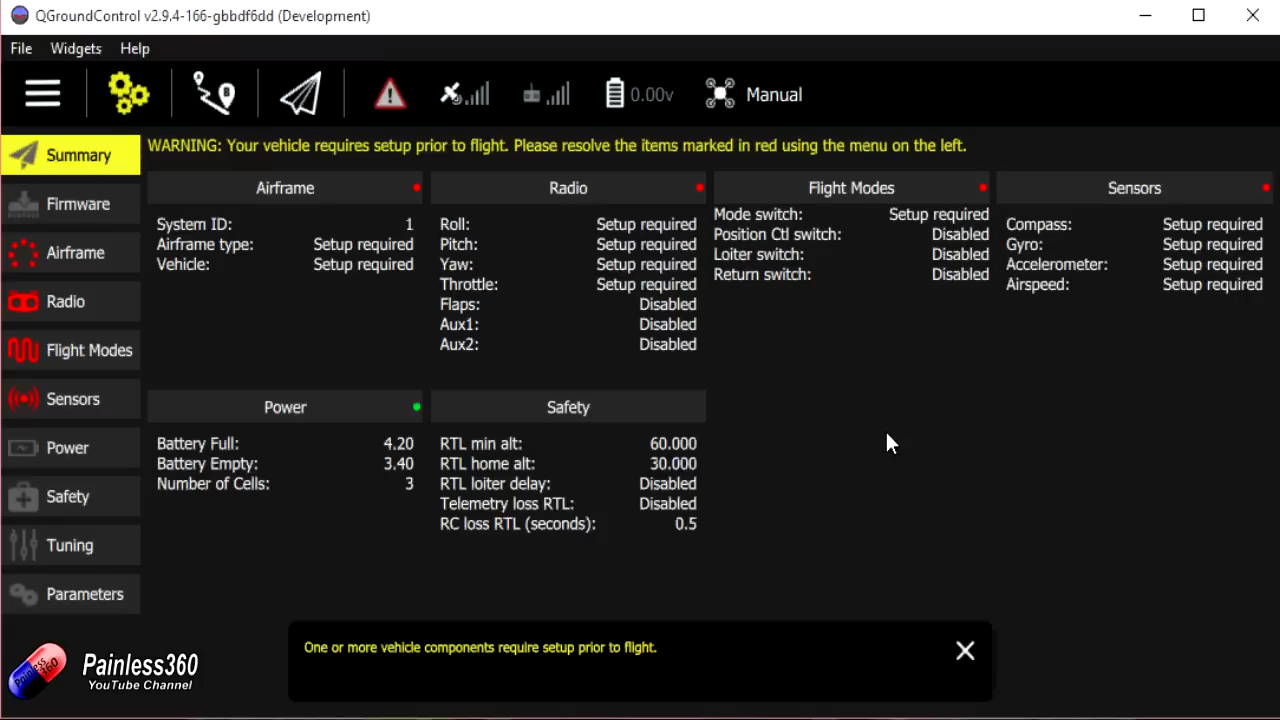 QGroundControl v2.9.4-166-gbbdf6dd (Development)
File Widgets Help
0.00v Manual
WARNING: Your vehicle requires setup prior to flight. Please resolve the items marked in red using the menu on the left.
Summary
Firmware
Airframe
Radio
Flight Modes
Sensors
Power
Safety
Tuning
Parameters
Airframe
System ID: 1
Airframe type: Setup required
Vehicle: Setup required
Radio
Roll: Setup required
Pitch: Setup required
Yaw: Setup required
Throttle: Setup required
Flaps: Disabled
Aux1: Disabled
Aux2: Disabled
Flight Modes
Mode switch: Setup required
Position Ctl switch: Disabled
Loiter switch: Disabled
Return switch: Disabled
Sensors
Compass: Setup required
Gyro: Setup required
Accelerometer: Setup required
Airspeed: Setup required
Power
Battery Full: 4.20
Battery Empty: 3.40
Number of Cells: 3
Safety
RTL min alt: 60.000
RTL home alt: 30.000
RTL loiter delay: Disabled
Telemetry loss RTL: Disabled
RC loss RTL (seconds): 0.5
One or more vehicle components require setup prior to flight.
Painless360
Painless360
YouTube Channel